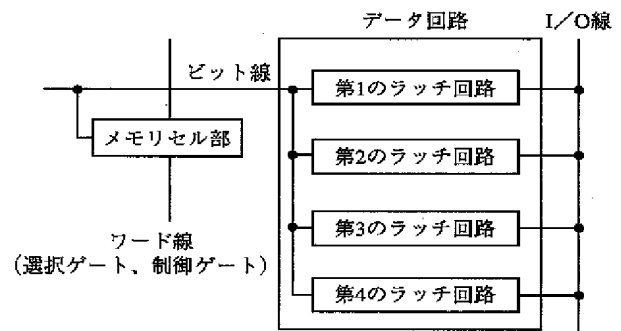 データ回路
I／O線
ビット線
第1のラッチ回路
メモリセル部
第2のラッチ回路
第3のラッチ回路
ワード線
（選択ゲート、制御ゲート）
第4のラッチ回路